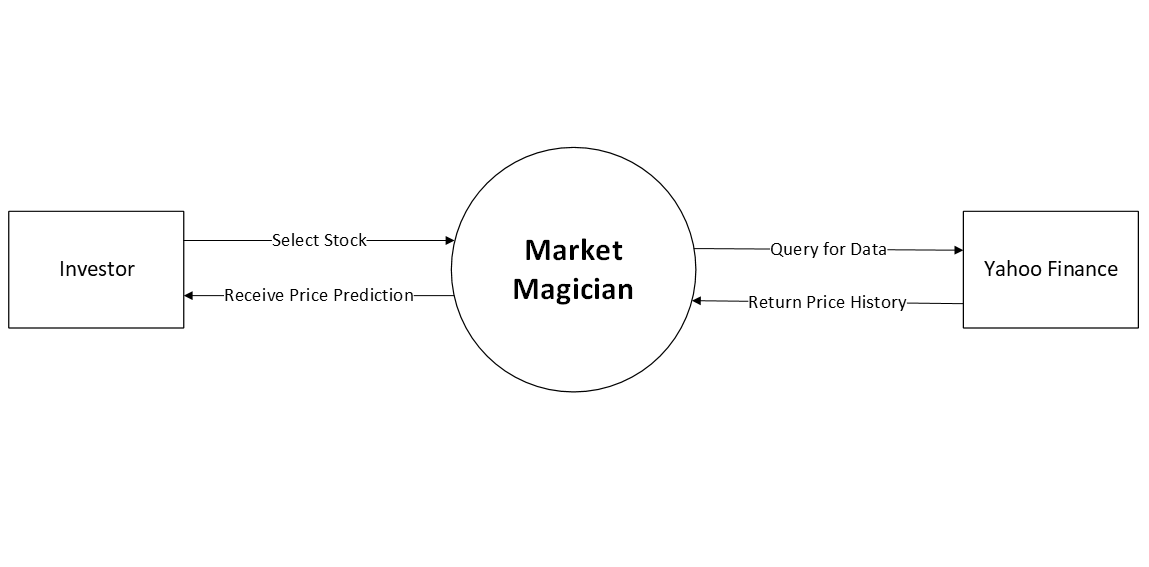 Investor
Select Stock
Receive Price Prediction
Market
Magician
Query for Data
Return Price History
Yahoo Finance